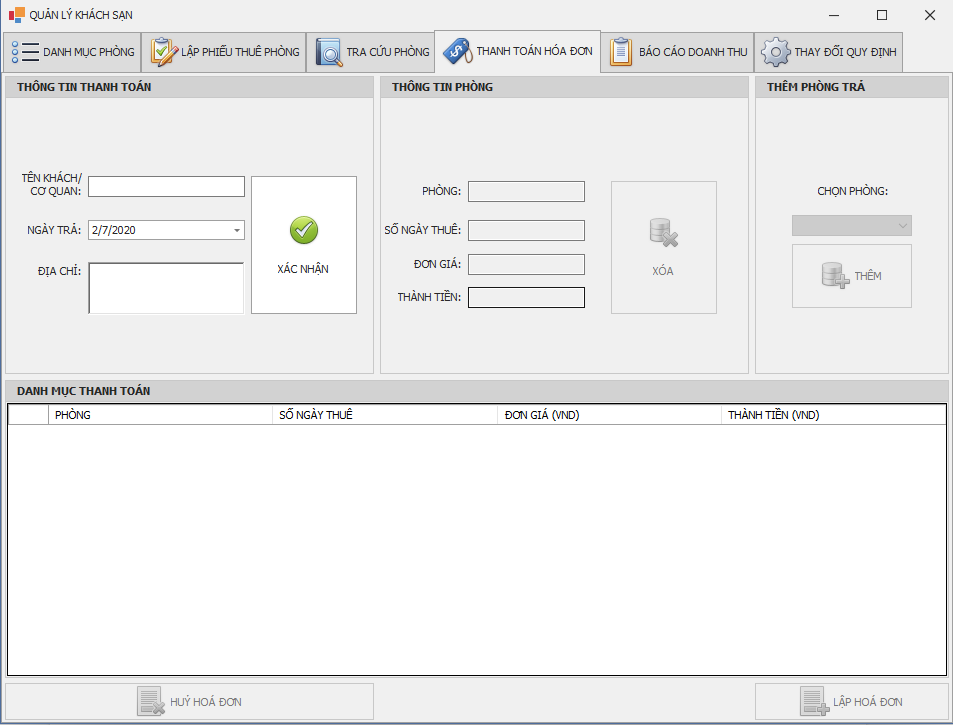 QUẢN LÝ KHÁCH SẠN
DANH MỤC PHÒNG
LẬP PHIẾU THUÊ PHÒNG
TRA CỨU PHÒNG
THANH TOÁN HÓA ĐƠN
BÁO CÁO DOANH THU
THAY ĐỔI QUY ĐỊNH
THÔNG TIN THANH TOÁN
TÊN KHÁCH/
CƠ QUAN:
NGÀY TRẢ:
2/7/2020
ĐỊA CHỈ:
XÁC NHẬN
THÔNG TIN PHÒNG
PHÒNG:
SỐ NGÀY THUÊ:
ĐƠN GIÁ:
THÀNH TIỀN:
XÓA
THÊM PHÒNG TRẢ
CHỌN PHÒNG:
THÊM
DANH MỤC THANH TOÁN
PHÒNG
SỐ NGÀY THUÊ
ĐƠN GIÁ (VND)
THÀNH TIỀN (VND)
HUỶ HOÁ ĐƠN
LẬP HOÁ ĐƠN